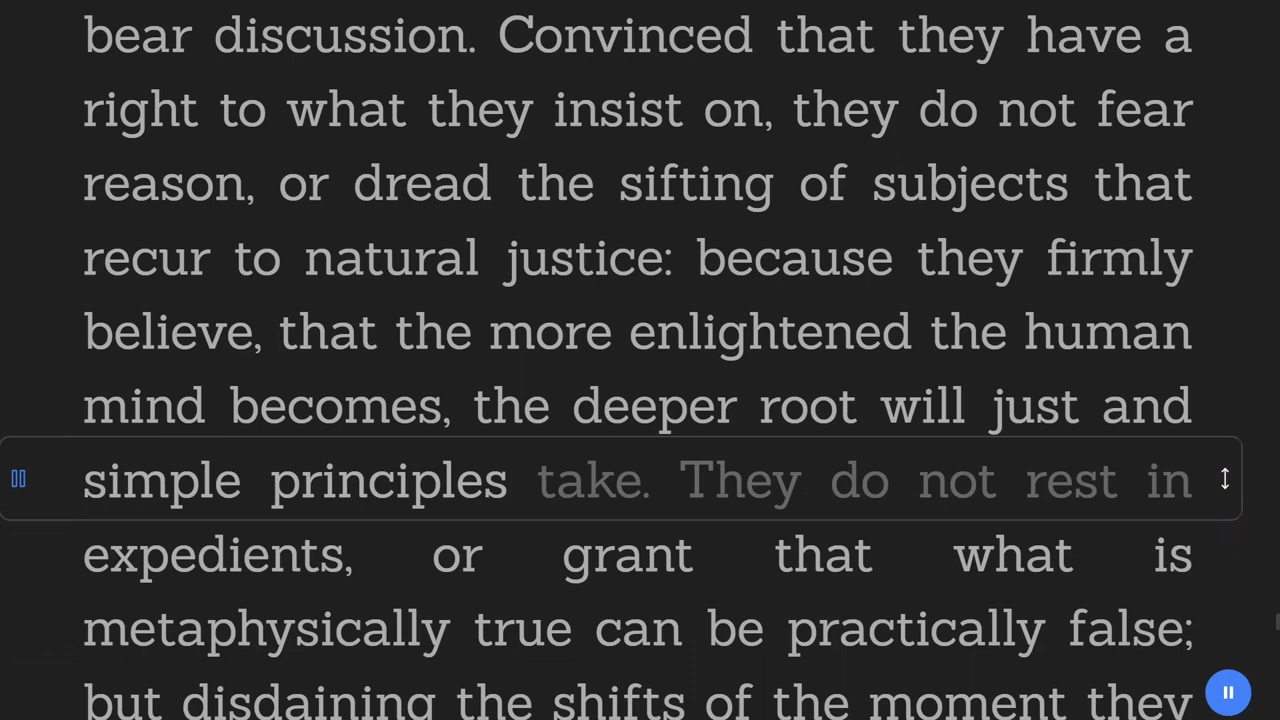 bear discussion. Convinced that they have a
right to what they insist on, they do not fear
reason, or dread the sifting of subjects that
recur to natural justice: because they firmly
believe, that the more enlightened the human
mind becomes, the deeper root will just and
simple principles take. They do not rest in
expedients, or grant that what is
metaphysically true can be practically false;
but disdaining the shifts of the moment they